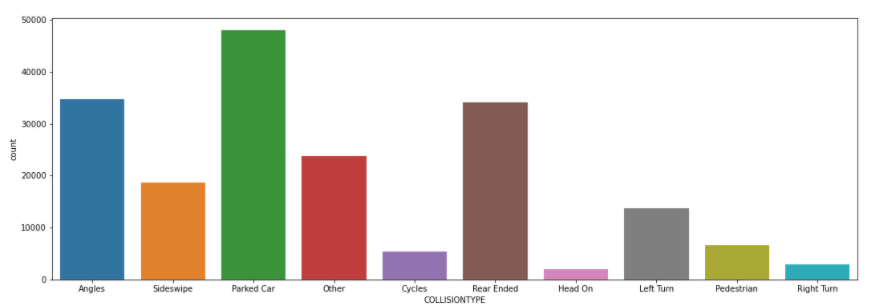 50000
40000
30000
20000
10000
0
count
Angles Sideswipe Parked Car Other Cycles Rear Ended Head On Left Turn Pedestrian Right Turn
COLLISIONTYPE